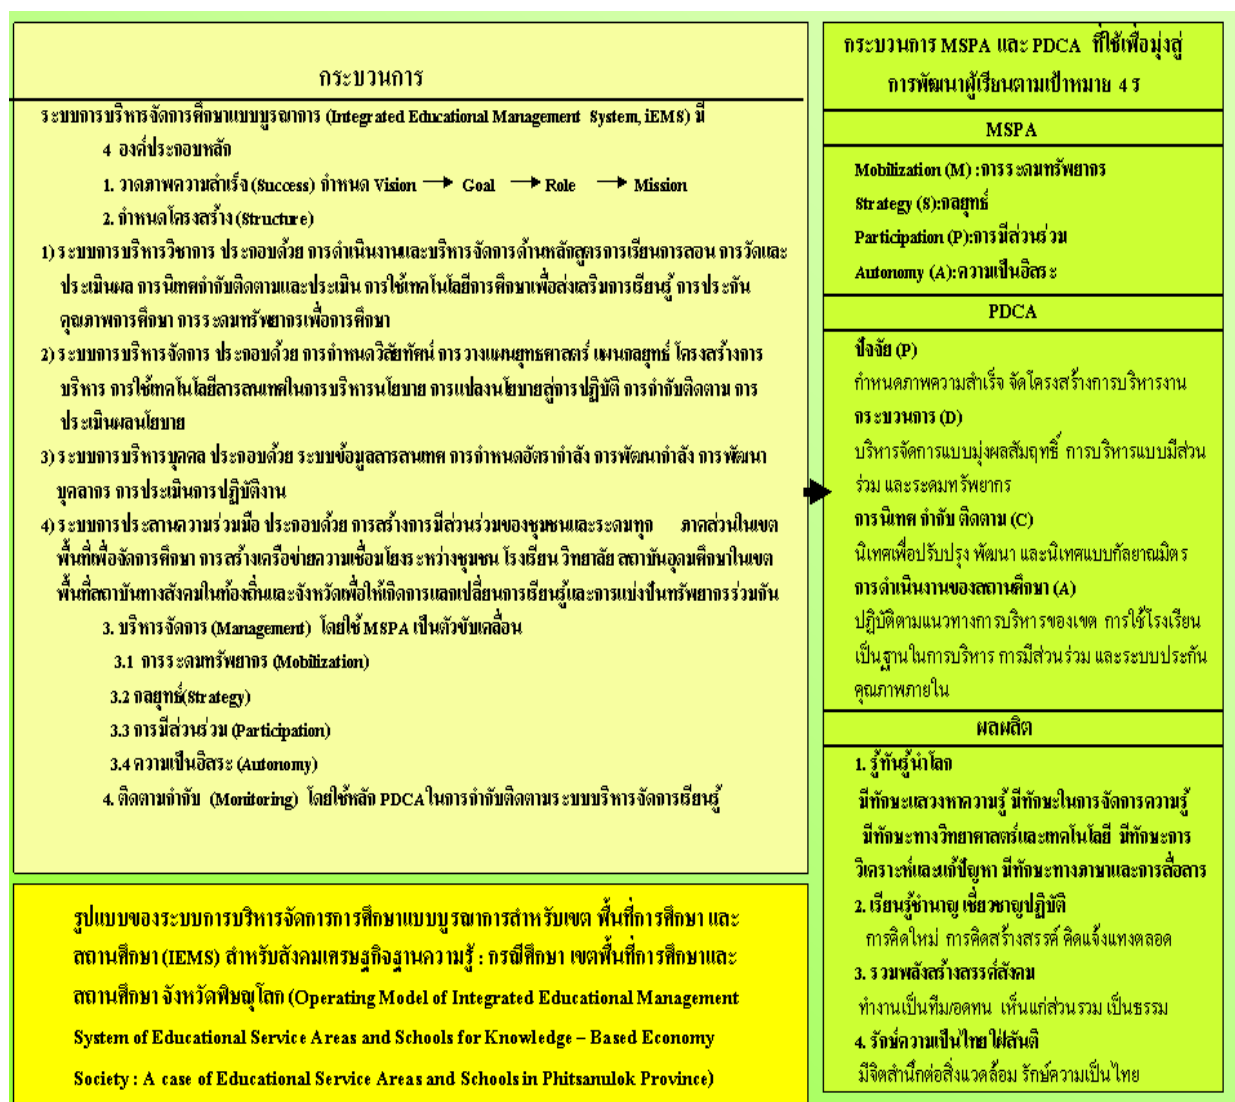 กระบวนการ
ระบบการบริหารจัดการศึกษาแบบบูรณาการ (Integrated Educational Management System, iEMS) มี
4 องค์ประกอบหลัก
1. วาดภาพความสำเร็จ (Success) กำหนด Vision → Goal → Role → Mission
2. กำหนดโครงสร้าง (Structure)
1) ระบบการบริหารวิชาการ ประกอบด้วย การดำเนินงานและบริหารจัดการด้านหลักสูตรการเรียนการสอน การวัดและ
ประเมินผล การนิเทศกำกับติดตามและประเมิน การใช้เทคโนโลยีการศึกษาเพื่อส่งเสริมการเรียนรู้ การประกัน
คุณภาพการศึกษา การระดมทรัพยากรเพื่อการศึกษา
2) ระบบการบริหารจัดการ ประกอบด้วย การกำหนดวิสัยทัศน์ การวางแผนยุทธศาสตร์ แผนกลยุทธ์ โครงสร้างการ
บริหาร การใช้เทคโนโลยีสารสนเทศในการบริหารนโยบาย การแปลงนโยบายสู่การปฏิบัติ การกำกับติดตาม การ
ประเมินผลนโยบาย
3) ระบบการบริหารบุคคล ประกอบด้วย ระบบข้อมูลสารสนเทศ การกำหนดอัตรากำลัง การพัฒนากำลัง การพัฒนา
บุคลากร การประเมินการปฏิบัติงาน
4) ระบบการประสานความร่วมมือ ประกอบด้วย การสร้างการมีส่วนร่วมของชุมชนและระดมทุก ภาคส่วนในเขต
พื้นที่เพื่อจัดการศึกษา การสร้างเครือข่ายความเชื่อมโยงระหว่างชุมชน โรงเรียน วิทยาลัย สถาบันอุดมศึกษาในเขต
พื้นที่สถาบันทางสังคมในท้องถิ่นและจังหวัดเพื่อให้เกิดการแลกเปลี่ยนการเรียนรู้และการแบ่งปันทรัพยากรร่วมกัน
3. บริหารจัดการ (Management) โดยใช้ MSPA เป็นตัวขับเคลื่อน
3.1 การระดมทรัพยากร (Mobilization)
3.2 กลยุทธ์(Strategy)
3.3 การมีส่วนร่วม (Participation)
3.4 ความเป็นอิสระ (Autonomy)
4. ติดตามกำกับ (Monitoring) โดยใช้หลัก PDCA ในการกำกับติดตามระบบบริหารจัดการเรียนรู้
รูปแบบของระบบการบริหารจัดการการศึกษาแบบบูรณาการสำหรับเขต พื้นที่การศึกษา และ
สถานศึกษา (IEMS) สำหรับสังคมเศรษฐกิจฐานความรู้ : กรณีศึกษา เขตพื้นที่การศึกษาและ
สถานศึกษา จังหวัดพิษณุโลก (Operating Model of Integrated Educational Management
System of Educational Service Areas and Schools for Knowledge – Based Economy
Society : A case of Educational Service Areas and Schools in Phitsanulok Province)
กระบวนการ MSPA และ PDCA ที่ใช้เพื่อมุ่งสู่
การพัฒนาผู้เรียนตามเป้าหมาย 4 ร
MSPA
Mobilization (M) :การระดมทรัพยากร
Strategy (S):กลยุทธ์
Participation (P):การมีส่วนร่วม
Autonomy (A):ความเป็นอิสระ
PDCA
ปัจจัย (P)
กำหนดภาพความสำเร็จ จัดโครงสร้างการบริหารงาน
กระบวนการ (D)
บริหารจัดการแบบมุ่งผลสัมฤทธิ์ การบริหารแบบมีส่วน
ร่วม และระดมทรัพยากร
การนิเทศ กำกับ ติดตาม (C)
นิเทศเพื่อปรับปรุง พัฒนา และนิเทศแบบกัลยาณมิตร
การดำเนินงานของสถานศึกษา (A)
ปฏิบัติตามแนวทางการบริหารของเขต การใช้โรงเรียน
เป็นฐานในการบริหาร การมีส่วนร่วม และระบบประกัน
คุณภาพภายใน
ผลผลิต
1. รู้ทันรู้นำโลก
มีทักษะแสวงหาความรู้ มีทักษะในการจัดการความรู้
มีทักษะทางวิทยาศาสตร์และเทคโนโลยี มีทักษะการ
วิเคราะห์และแก้ปัญหา มีทักษะทางภาษาและการสื่อสาร
2. เรียนรู้ชำนาญ เชี่ยวชาญปฏิบัติ
การคิดใหม่ การคิดสร้างสรรค์ คิดแจ้งแทงตลอด
3. รวมพลังสร้างสรรค์สังคม
ทำงานเป็นทีม/อดทน เห็นแก่ส่วนรวม เป็นธรรม
4. รักษ์ความเป็นไทย ใฝ่สันติ
มีจิตสำนึกต่อสิ่งแวดล้อม รักษ์ความเป็นไทย